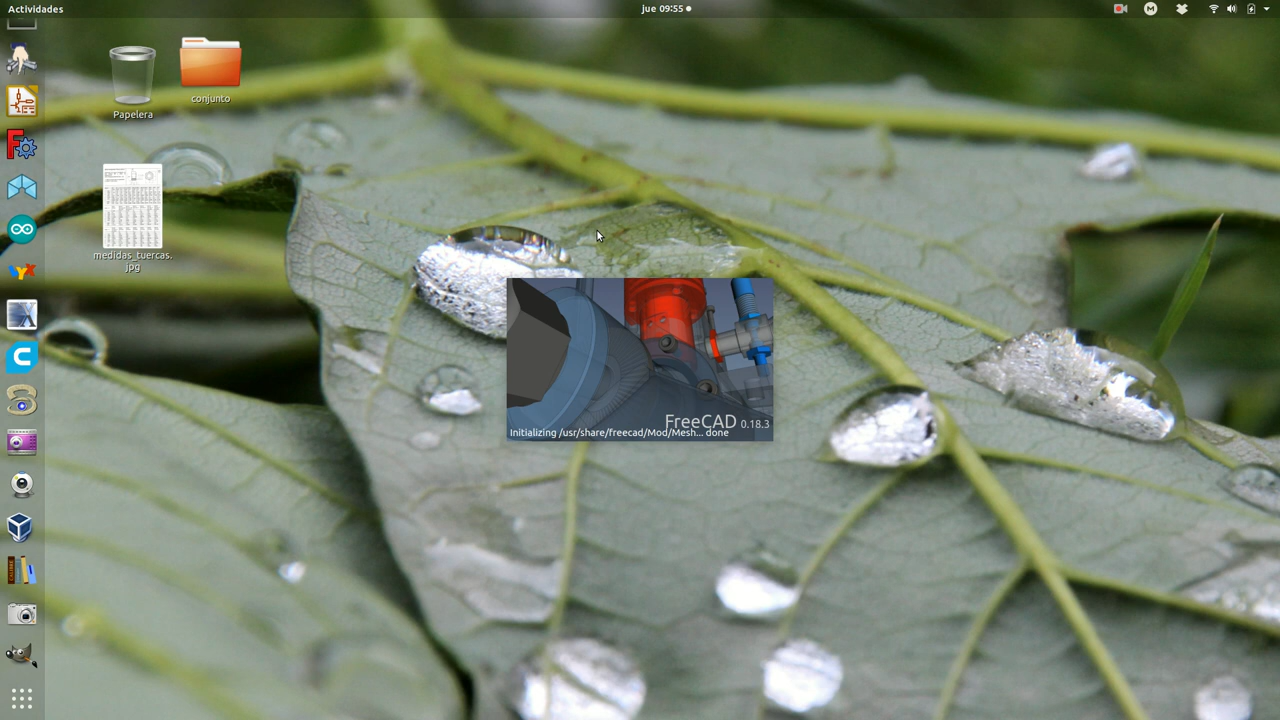 Actividades
jue 09:55
Papelera
conjunto
medidas_tuercas.
jpg
FreeCAD 0.18.3
Initializing /usr/share/freecad/Mod/Mesh... done